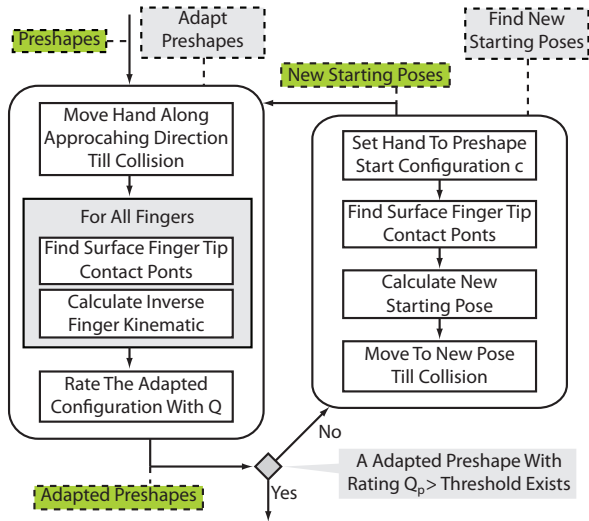 Preshapes
Adapt
Preshapes
Find New
Starting Poses
New Starting Poses
Move Hand Along
Approcahing Direction
Till Collision
For All Fingers
Find Surface Finger Tip
Contact Ponts
Calculate Inverse
Finger Kinematic
Rate The Adapted
Configuration With Q
Set Hand To Preshape
Start Configuration c
Find Surface Finger Tip
Contact Ponts
Calculate New
Starting Pose
Move To New Pose
Till Collision
No
Adapted Preshapes
Yes
A Adapted Preshape With
Rating Qp> Threshold Exists